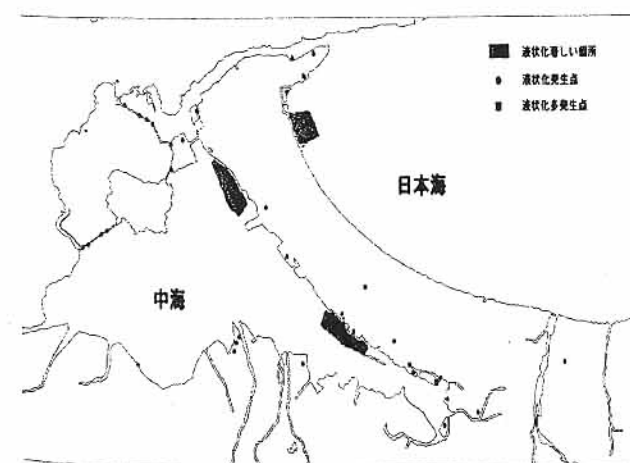 液状化著しい個所
液状化発生点
液状化多発生点
日本海
中海